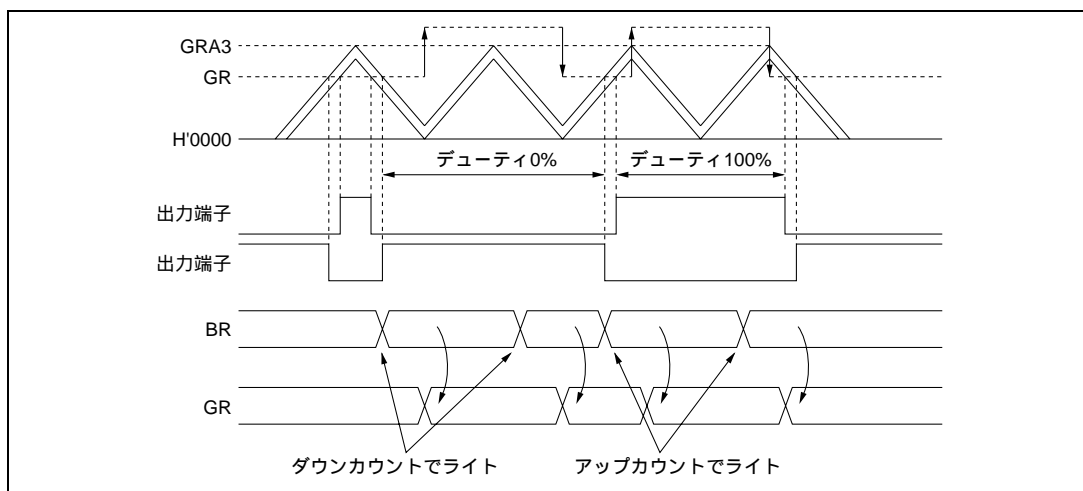 GRA3
GR
H'0000
デューティ0%
デューティ100%
出力端子
出力端子
BR
GR
ダウンカウントでライト
アップカウントでライト